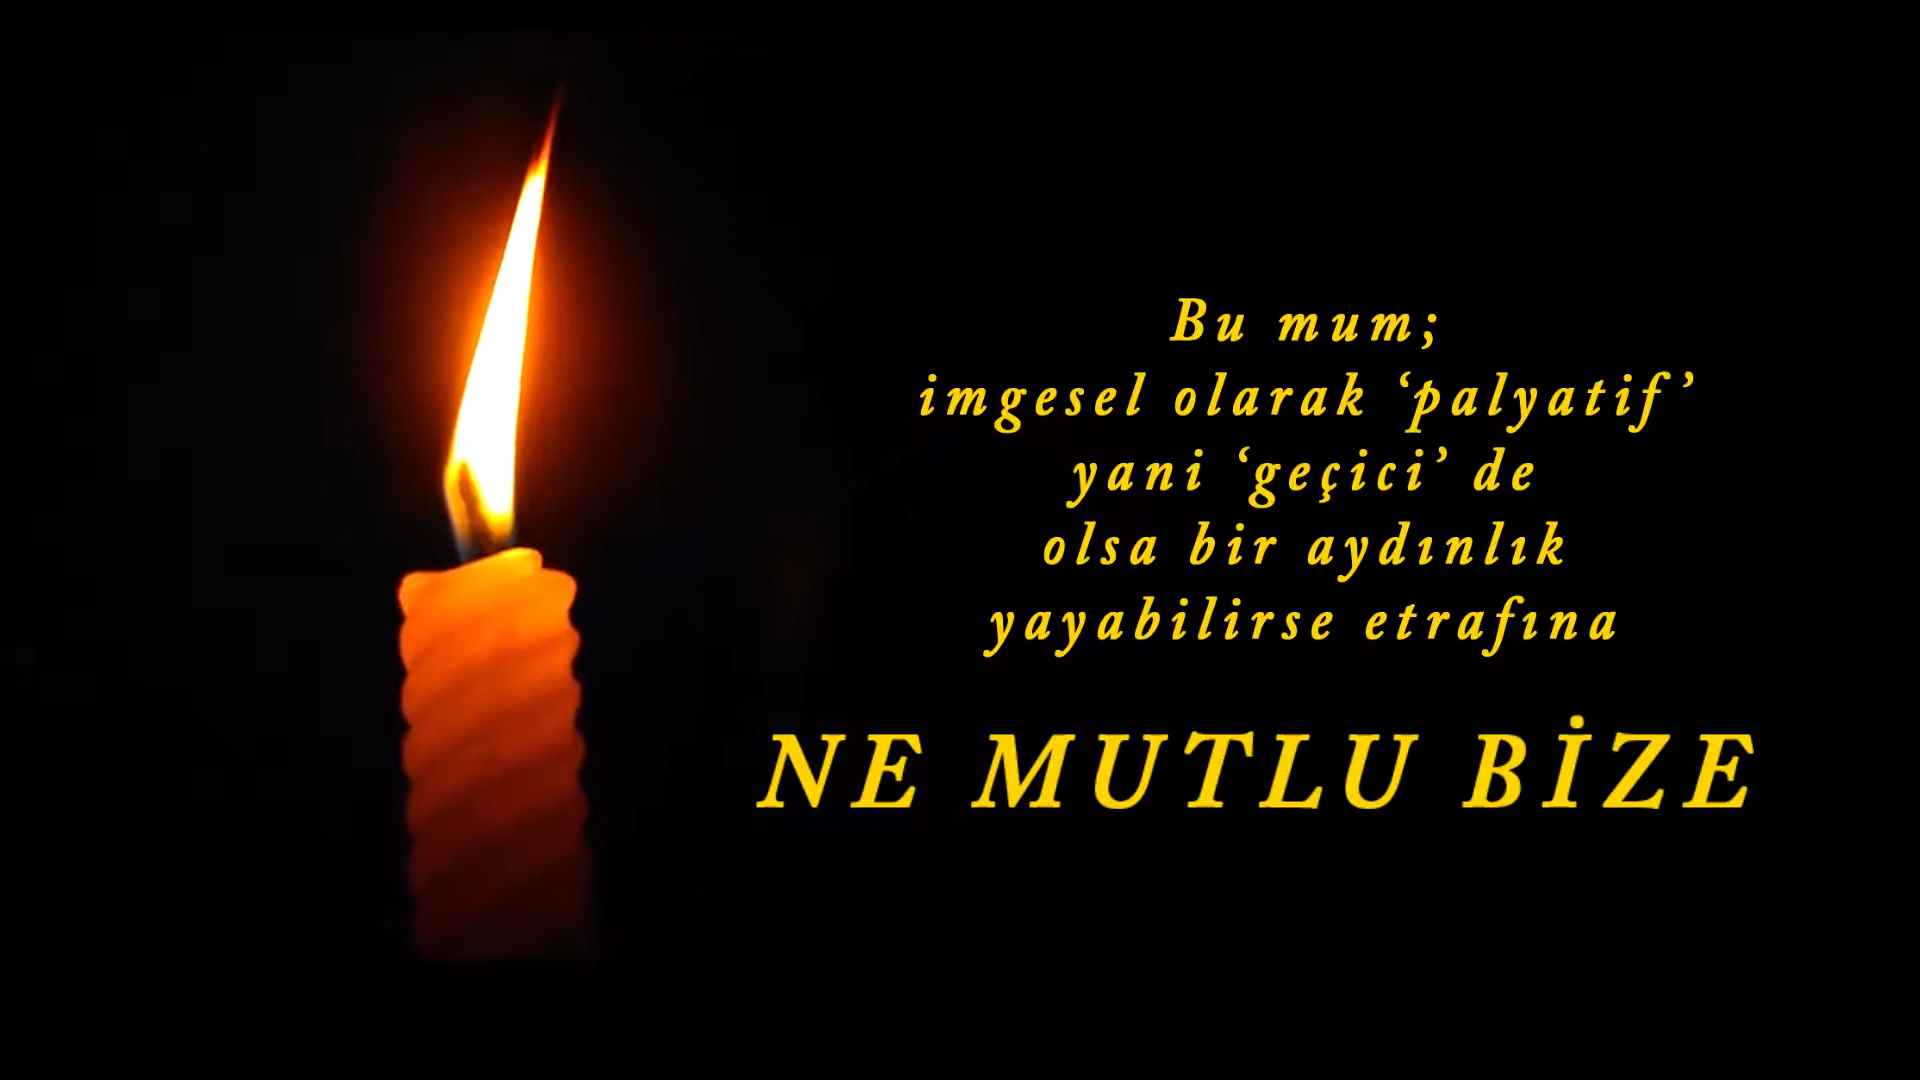 Bu mum;
imgesel olarak ‘palyatif’
yani ‘geçici’ de
olsa bir aydınlık
yayabilirse etrafına
NE MUTLU BİZE